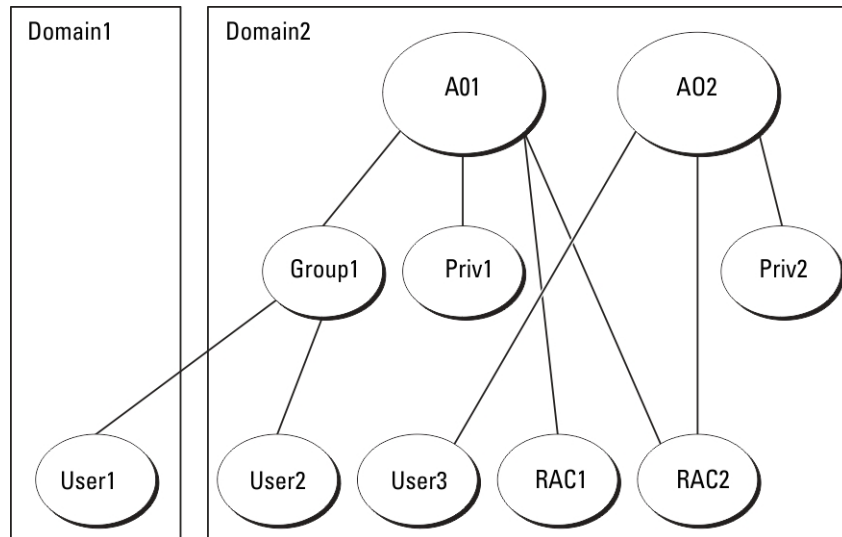 Domain1
Domain2
A01
AO2
Group1
Priv1
Priv2
User1
User2
User3
RAC1
RAC2